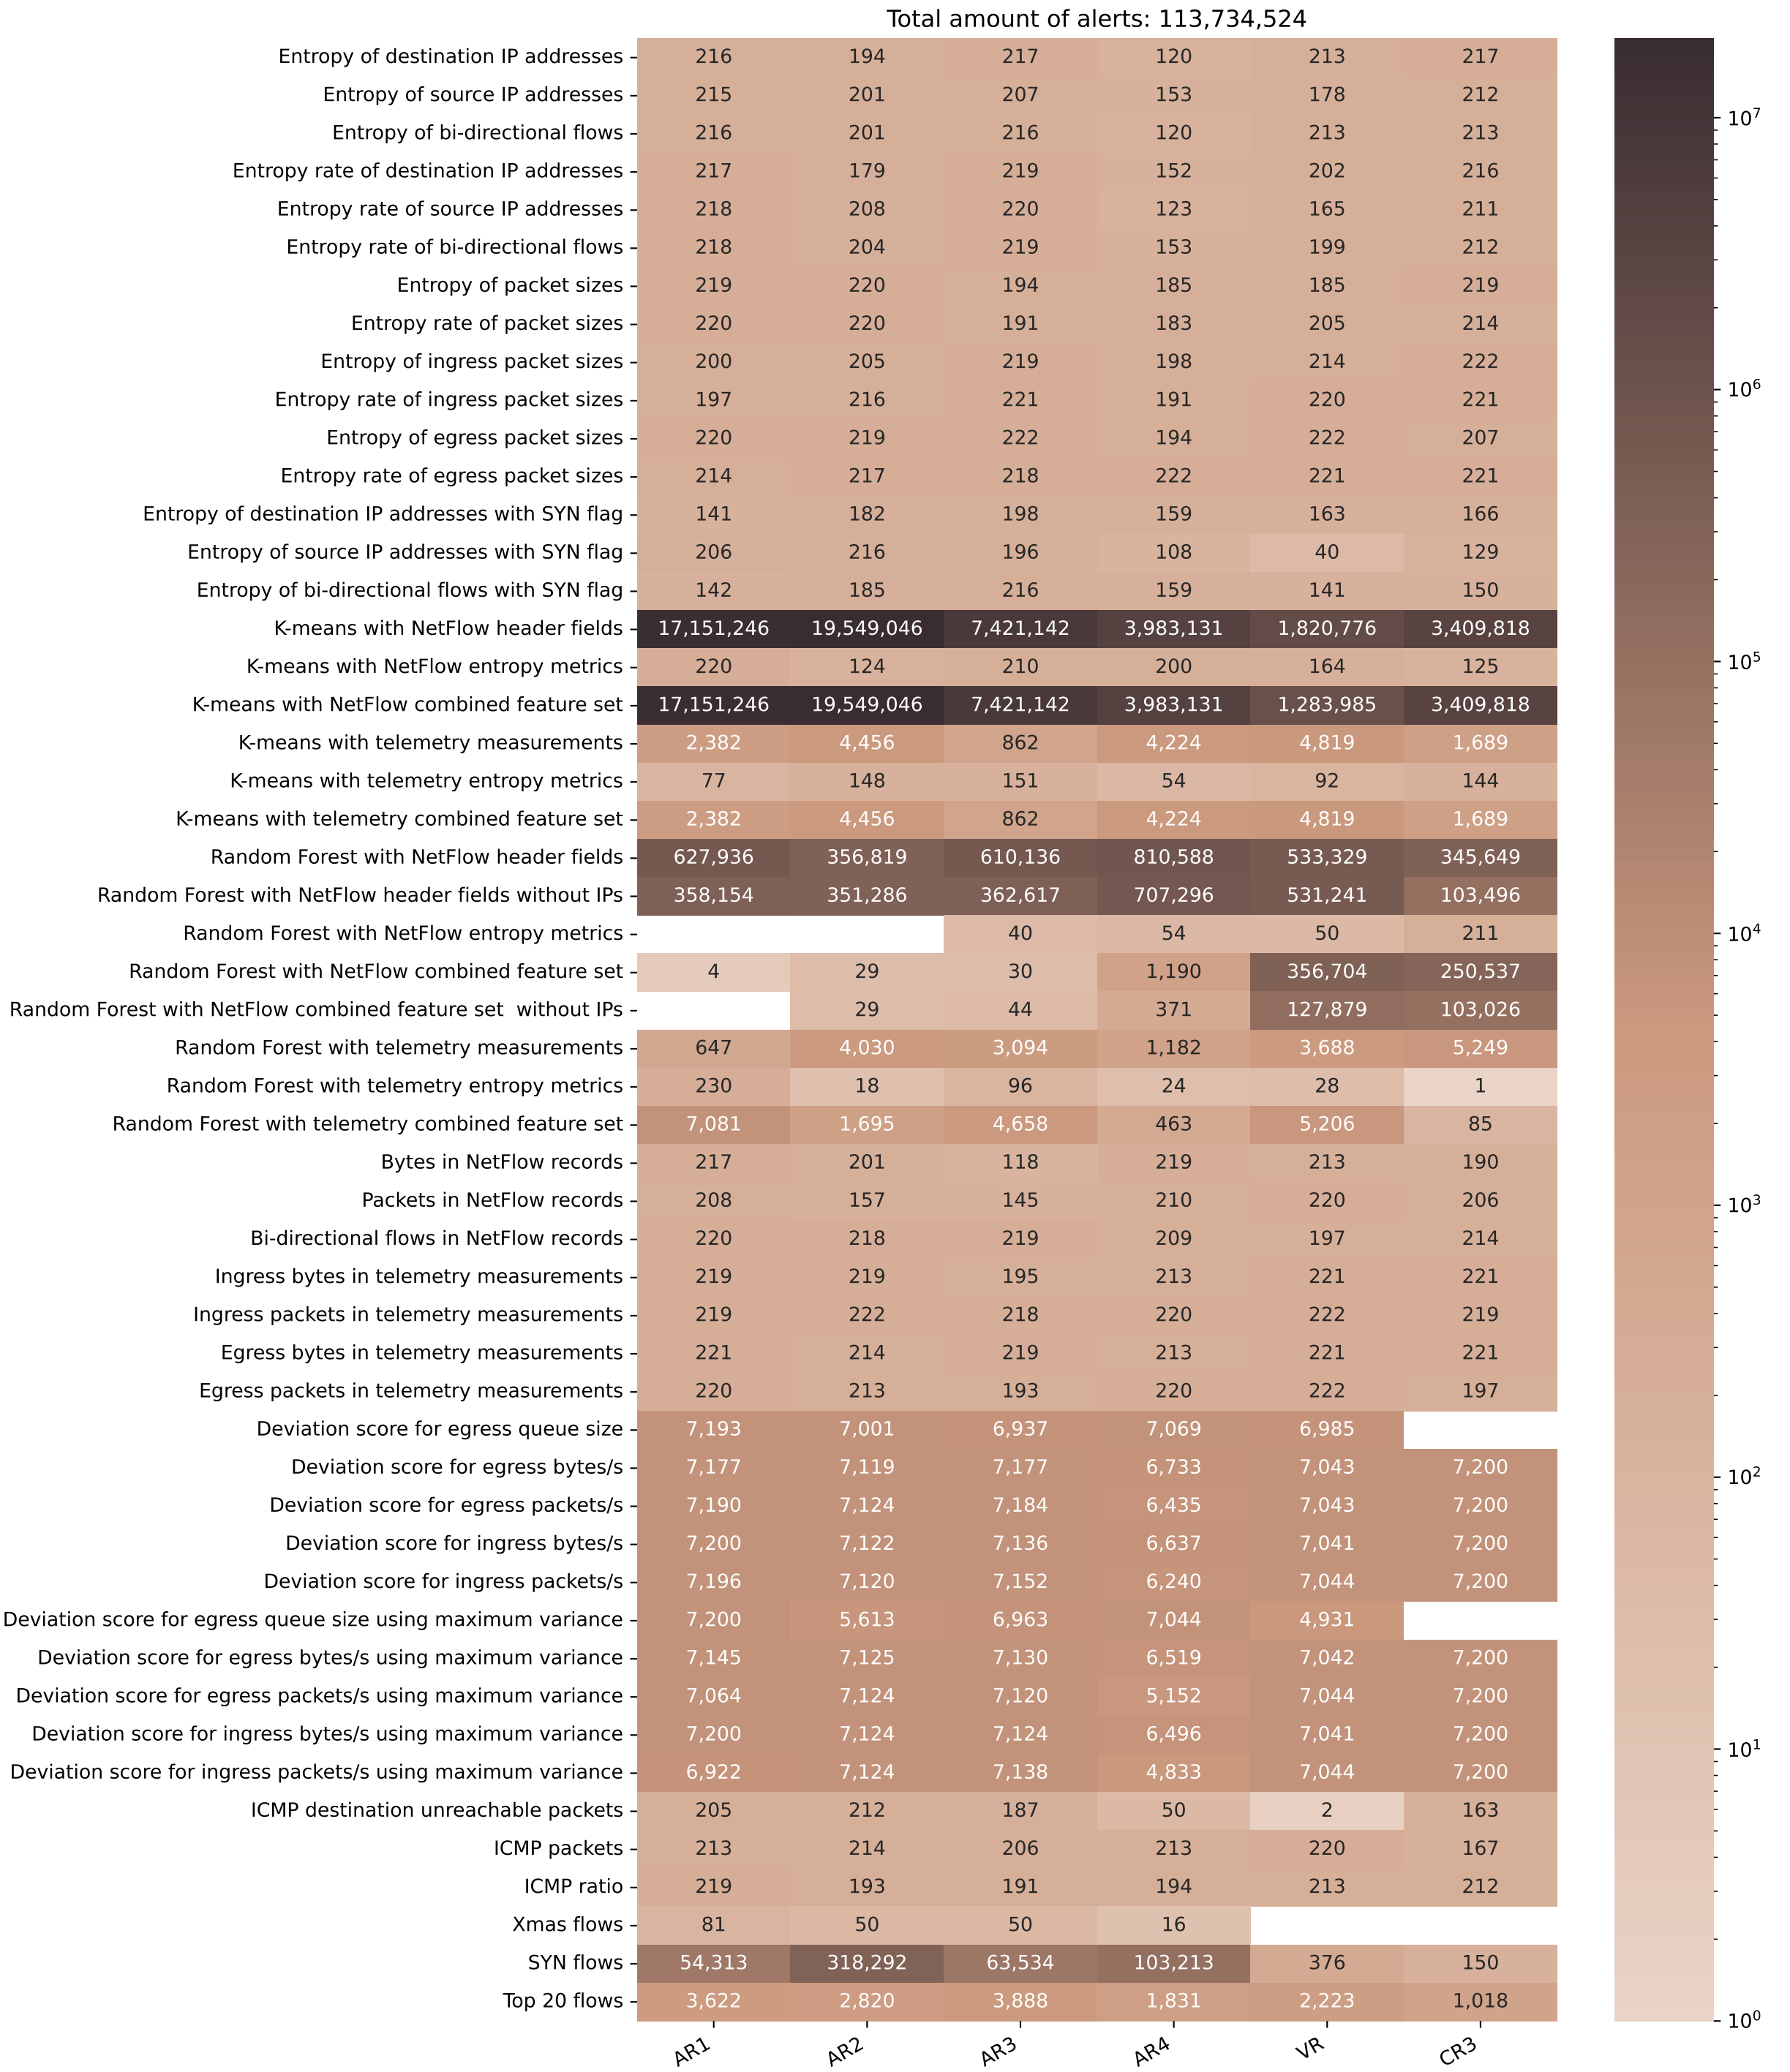 Total amount of alerts: 113,734,524
Entropy of destination IP addresses 216 194 217 120 213 217
Entropy of source IP addresses 215 201 207 153 178 212
Entropy of bi-directional flows 216 201 216 120 213 213
Entropy rate of destination IP addresses 217 179 219 152 202 216
Entropy rate of source IP addresses 218 208 220 123 165 211
Entropy rate of bi-directional flows 218 204 219 153 199 212
Entropy of packet sizes 219 220 194 185 185 219
Entropy rate of packet sizes 220 220 191 183 205 214
Entropy of ingress packet sizes 200 205 219 198 214 222
Entropy rate of ingress packet sizes 197 216 221 191 220 221
Entropy of egress packet sizes 220 219 222 194 222 207
Entropy rate of egress packet sizes 214 217 218 222 221 221
Entropy of destination IP addresses with SYN flag 141 182 198 159 163 166
Entropy of source IP addresses with SYN flag 206 216 196 108 40 129
Entropy of bi-directional flows with SYN flag 142 185 216 159 141 150
K-means with NetFlow header fields 17,151,246 19,549,046 7,421,142 3,983,131 1,820,776 3,409,818
K-means with NetFlow entropy metrics 220 124 210 200 164 125
K-means with NetFlow combined feature set 17,151,246 19,549,046 7,421,142 3,983,131 1,283,985 3,409,818
K-means with telemetry measurements 2,382 4,456 862 4,224 4,819 1,689
K-means with telemetry entropy metrics 77 148 151 54 92 144
K-means with telemetry combined feature set 2,382 4,456 862 4,224 4,819 1,689
Random Forest with NetFlow header fields 627,936 356,819 610,136 810,588 533,329 345,649
Random Forest with NetFlow header fields without IPs 358,154 351,286 362,617 707,296 531,241 103,496
Random Forest with NetFlow entropy metrics 40 54 50 211
Random Forest with NetFlow combined feature set 4 29 30 1,190 356,704 250,537
Random Forest with NetFlow combined feature set  without IPs 29 44 371 127,879 103,026
Random Forest with telemetry measurements 647 4,030 3,094 1,182 3,688 5,249
Random Forest with telemetry entropy metrics 230 18 96 24 28 1
Random Forest with telemetry combined feature set 7,081 1,695 4,658 463 5,206 85
Bytes in NetFlow records 217 201 118 219 213 190
Packets in NetFlow records 208 157 145 210 220 206
Bi-directional flows in NetFlow records 220 218 219 209 197 214
Ingress bytes in telemetry measurements 219 219 195 213 221 221
Ingress packets in telemetry measurements 219 222 218 220 222 219
Egress bytes in telemetry measurements 221 214 219 213 221 221
Egress packets in telemetry measurements 220 213 193 220 222 197
Deviation score for egress queue size 7,193 7,001 6,937 7,069 6,985
Deviation score for egress bytes/s 7,177 7,119 7,177 6,733 7,043 7,200
Deviation score for egress packets/s 7,190 7,124 7,184 6,435 7,043 7,200
Deviation score for ingress bytes/s 7,200 7,122 7,136 6,637 7,041 7,200
Deviation score for ingress packets/s 7,196 7,120 7,152 6,240 7,044 7,200
Deviation score for egress queue size using maximum variance 7,200 5,613 6,963 7,044 4,931
Deviation score for egress bytes/s using maximum variance 7,145 7,125 7,130 6,519 7,042 7,200
Deviation score for egress packets/s using maximum variance 7,064 7,124 7,120 5,152 7,044 7,200
Deviation score for ingress bytes/s using maximum variance 7,200 7,124 7,124 6,496 7,041 7,200
Deviation score for ingress packets/s using maximum variance 6,922 7,124 7,138 4,833 7,044 7,200
ICMP destination unreachable packets 205 212 187 50 2 163
ICMP packets 213 214 206 213 220 167
ICMP ratio 219 193 191 194 213 212
Xmas flows 81 50 50 16
SYN flows 54,313 318,292 63,534 103,213 376 150
Top 20 flows 3,622 2,820 3,888 1,831 2,223 1,018
AR1 AR2 AR3 AR4 VR CR3
10⁷
10⁶
10⁵
10⁴
10³
10²
10¹
10⁰